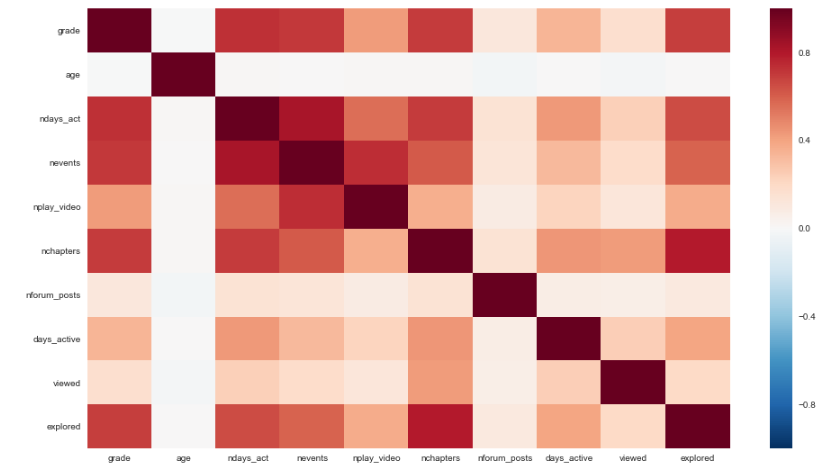 grade
age
ndays_act
nevents
nplay_video
nchapters
nforum_posts
days_active
viewed
explored
grade age ndays_act nevents nplay_video nchapters nforum_posts days_active viewed explored
0.8
0.4
0.0
−0.4
−0.8